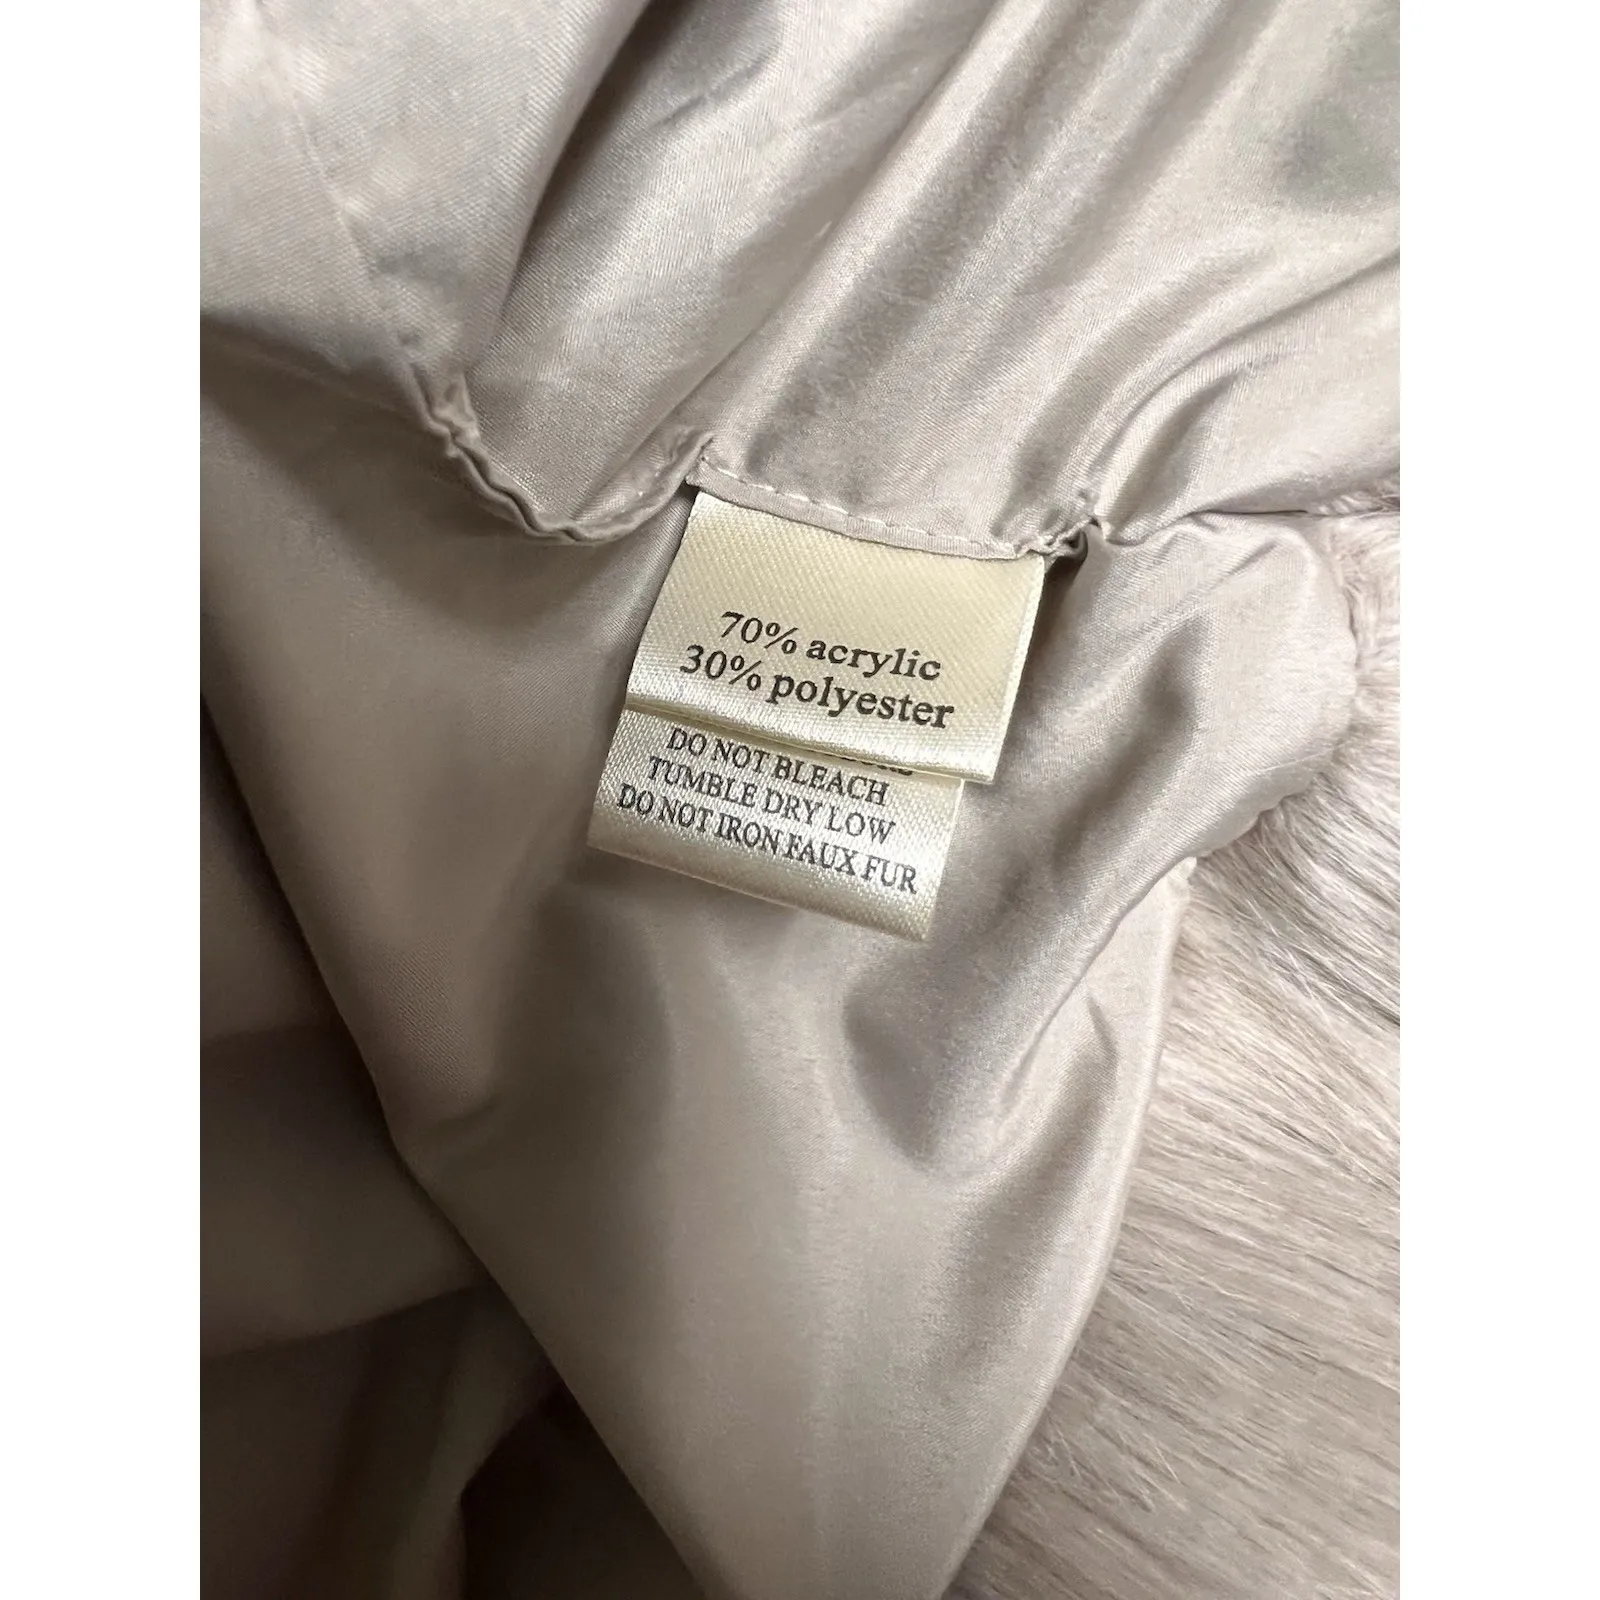 70% acrylic
30% polyester
DO NOT BLEACH
TUMBLE DRY LOW
DO NOT IRON FAUX FUR